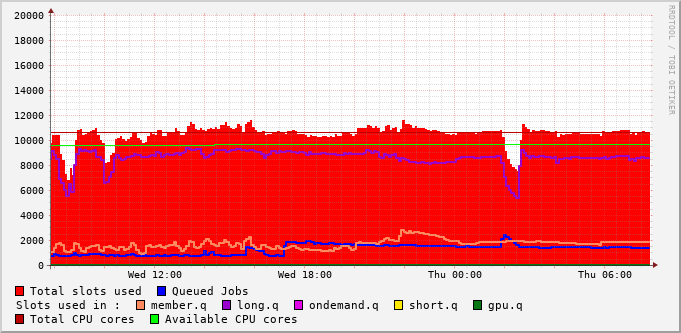 20000
18000
16000
14000
12000
10000
8000
6000
4000
2000
0
Wed 12:00 Wed 18:00 Thu 00:00 Thu 06:00
RRDTOOL / TOBI OETIKER
Total slots used Queued Jobs
Slots used in : member.q long.q ondemand.q short.q gpu.q
Total CPU cores Available CPU cores